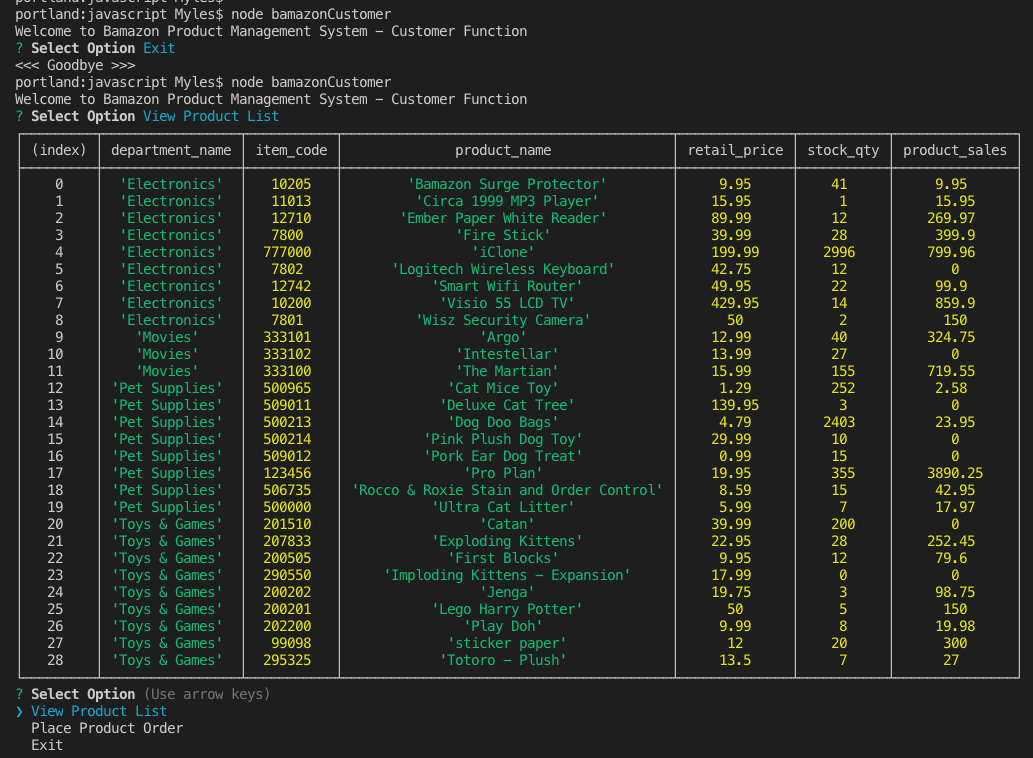 portland:javascript Myles$ node bamazonCustomer
Welcome to Bamazon Product Management System - Customer Function
? Select Option Exit
<<< Goodbye >>>
portland:javascript Myles$ node bamazonCustomer
Welcome to Bamazon Product Management System - Customer Function
? Select Option View Product List
(index) department_name item_code product_name retail_price stock_qty product_sales
0 'Electronics' 10205 'Bamazon Surge Protector' 9.95 41 9.95
1 'Electronics' 11013 'Circa 1999 MP3 Player' 15.95 1 15.95
2 'Electronics' 12710 'Ember Paper White Reader' 89.99 12 269.97
3 'Electronics' 7800 'Fire Stick' 39.99 28 399.9
4 'Electronics' 777000 'iClone' 199.99 2996 799.96
5 'Electronics' 7802 'Logitech Wireless Keyboard' 42.75 12 0
6 'Electronics' 12742 'Smart Wifi Router' 49.95 22 99.9
7 'Electronics' 10200 'Visio 55 LCD TV' 429.95 14 859.9
8 'Electronics' 7801 'Wisz Security Camera' 50 2 150
9 'Movies' 333101 'Argo' 12.99 40 324.75
10 'Movies' 333102 'Intestellar' 13.99 27 0
11 'Movies' 333100 'The Martian' 15.99 155 719.55
12 'Pet Supplies' 500965 'Cat Mice Toy' 1.29 252 2.58
13 'Pet Supplies' 509011 'Deluxe Cat Tree' 139.95 3 0
14 'Pet Supplies' 500213 'Dog Doo Bags' 4.79 2403 23.95
15 'Pet Supplies' 500214 'Pink Plush Dog Toy' 29.99 10 0
16 'Pet Supplies' 509012 'Pork Ear Dog Treat' 0.99 15 0
17 'Pet Supplies' 123456 'Pro Plan' 19.95 355 3890.25
18 'Pet Supplies' 506735 'Rocco & Roxie Stain and Order Control' 8.59 15 42.95
19 'Pet Supplies' 500000 'Ultra Cat Litter' 5.99 7 17.97
20 'Toys & Games' 201510 'Catan' 39.99 200 0
21 'Toys & Games' 207833 'Exploding Kittens' 22.95 28 252.45
22 'Toys & Games' 200505 'First Blocks' 9.95 12 79.6
23 'Toys & Games' 290550 'Imploding Kittens - Expansion' 17.99 0 0
24 'Toys & Games' 200202 'Jenga' 19.75 3 98.75
25 'Toys & Games' 200201 'Lego Harry Potter' 50 5 150
26 'Toys & Games' 202200 'Play Doh' 9.99 8 19.98
27 'Toys & Games' 99098 'sticker paper' 12 20 300
28 'Toys & Games' 295325 'Totoro - Plush' 13.5 7 27
? Select Option (Use arrow keys)
❯ View Product List
Place Product Order
Exit